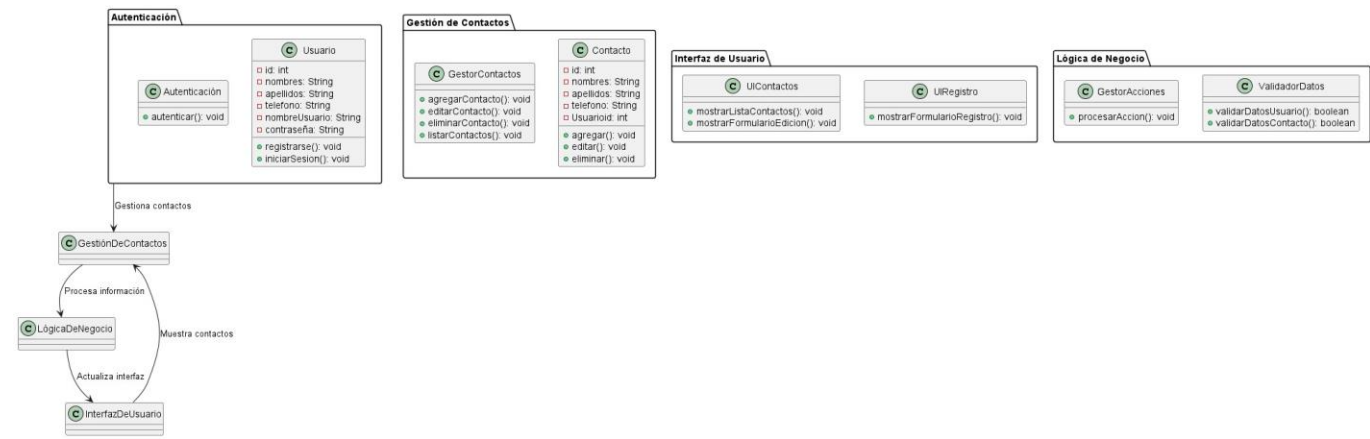 Autenticación
C Autenticación
autenticar(): void
C Usuario
id: int
nombres: String
apellidos: String
telefono: String
nombreUsuario: String
contraseña: String
registrarse(): void
iniciarSesion(): void
Gestión de Contactos
C GestorContactos
agregarContacto(): void
editarContacto(): void
eliminarContacto(): void
listarContactos(): void
C Contacto
id: int
nombres: String
apellidos: String
telefono: String
Usuarioid: int
agregar(): void
editar(): void
eliminar(): void
Interfaz de Usuario
C UIContactos
mostrarListaContactos(): void
mostrarFormularioEdicion(): void
C UIRegistro
mostrarFormularioRegistro(): void
Lógica de Negocio
C GestorAcciones
procesarAccion(): void
C ValidadorDatos
validarDatosUsuario(): boolean
validarDatosContacto(): boolean
Gestiona contactos
C GestiónDeContactos
Procesa información
C LógicaDeNegocio
Muestra contactos
Actualiza interfaz
C InterfazDeUsuario